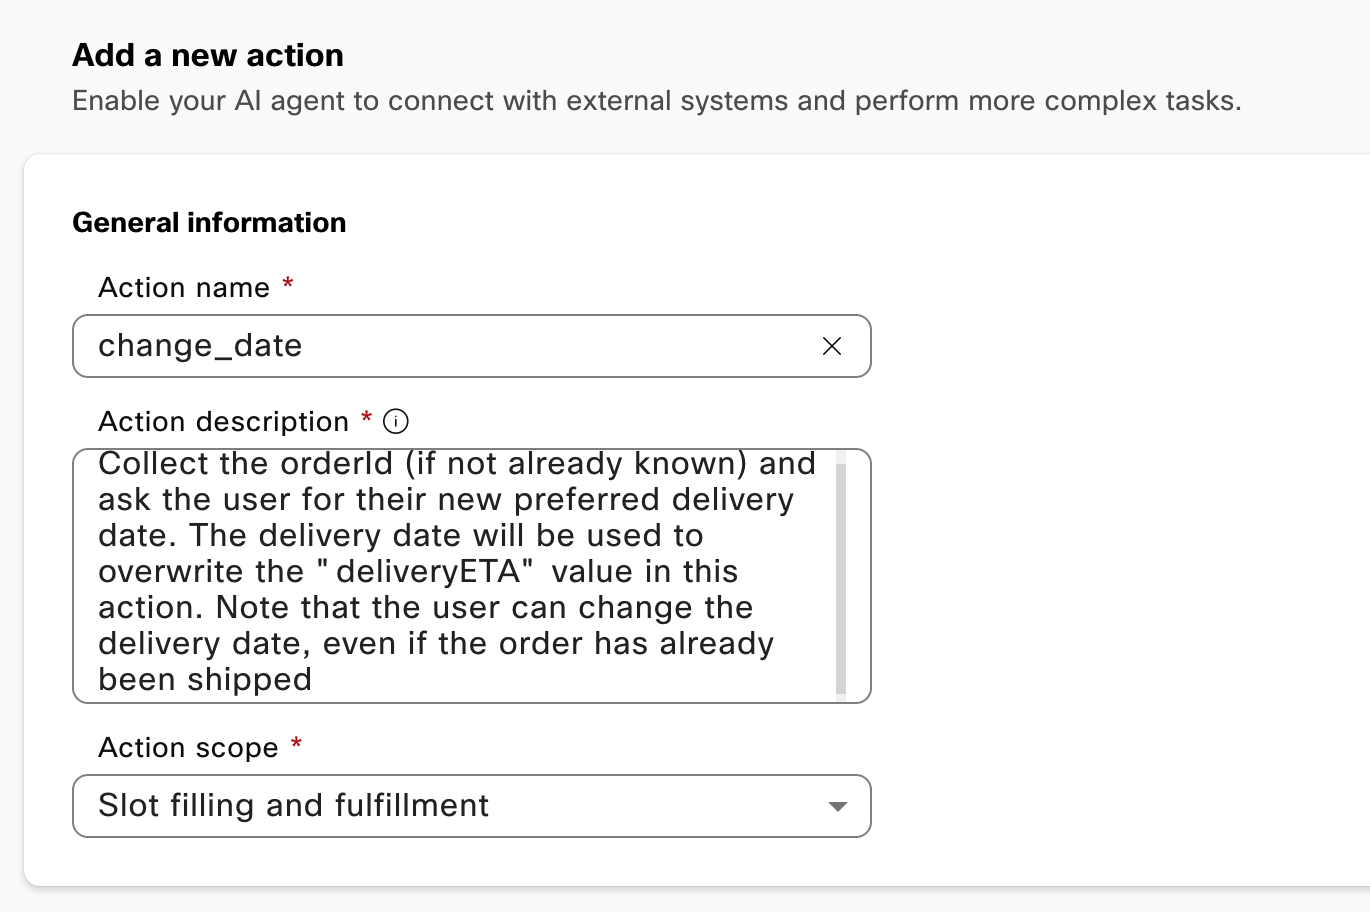 Add a new action
Enable your AI agent to connect with external systems and perform more complex tasks.
General information
Action name *
change_date
Action description *
Collect the orderId (if not already known) and
ask the user for their new preferred delivery
date. The delivery date will be used to
overwrite the "deliveryETA" value in this
action. Note that the user can change the
delivery date, even if the order has already
been shipped
Action scope *
Slot filling and fulfillment